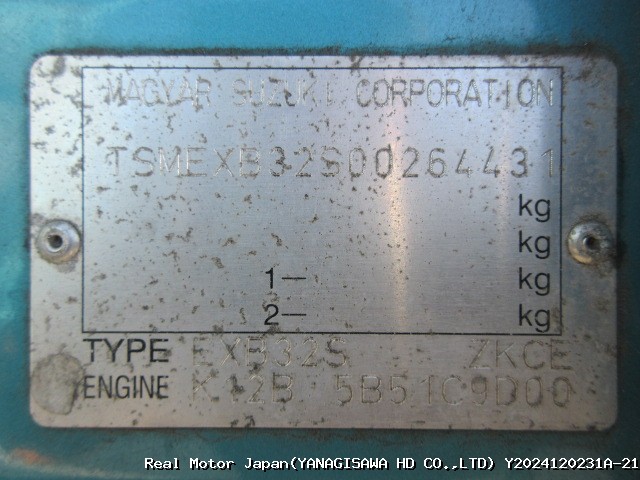 MAGYAR SUZUKI CORPORATION
TSMEXB32S00264431
kg
kg
1— kg
2— kg
TYPE EXB32S ZKCE
ENGINE K12B 5B51C9D00
Real Motor Japan(YANAGISAWA HD CO.,LTD) Y2024120231A-21